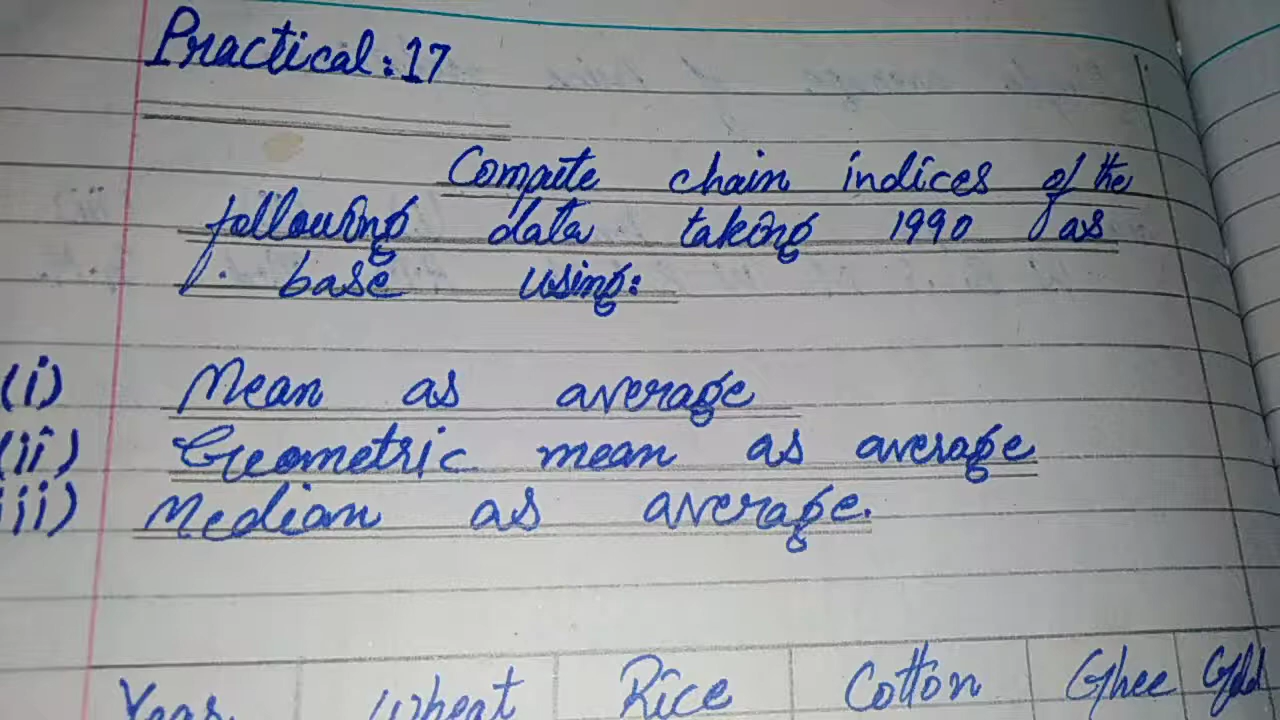 Practical:17
Compute chain indices of the
following data taking 1990 as
base using:
(i) Mean as average
(ii) Geometric mean as average
iii) Median as average.
Year Wheat Rice Cotton Ghee Gold